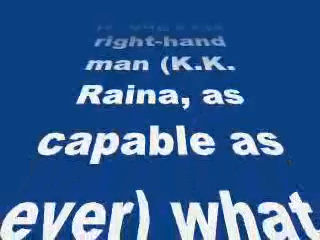 right-hand
man (K.K.
Raina, as
capable as
ever) what